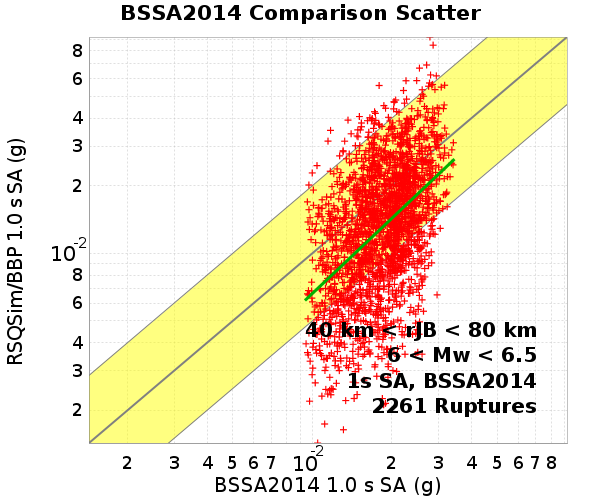 BSSA2014 Comparison Scatter
RSQSim/BBP 1.0 s SA (g)
8
6
4
3
2
10-2
8
6
4
3
2
40 km < rJB < 80 km
6 < Mw < 6.5
1s SA, BSSA2014
2261 Ruptures
2 3 4 5 6 7 10-2 2 3 4 5 6 7 8
BSSA2014 1.0 s SA (g)